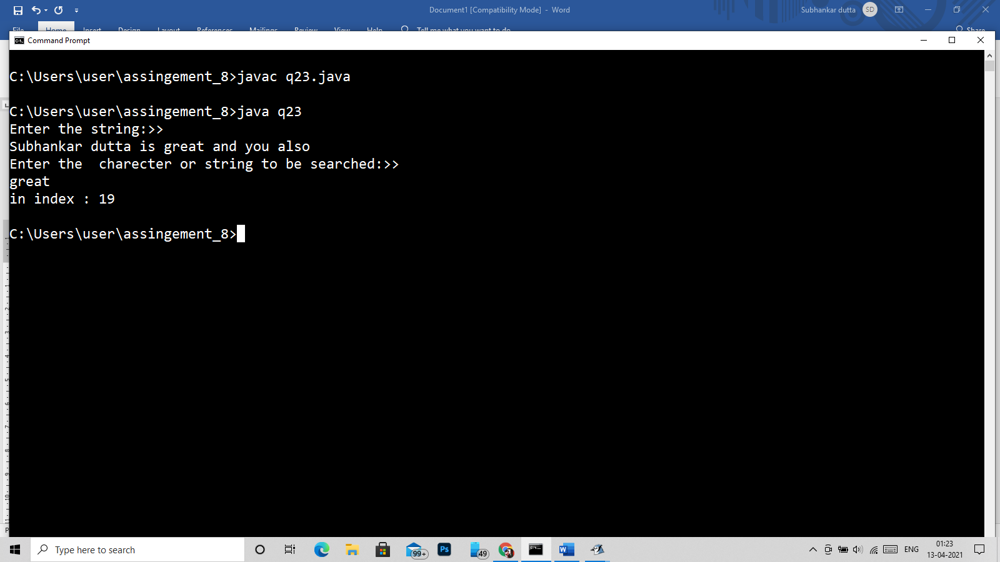 Document1 [Compatibility Mode] - Word
Subhankar dutta
SD
File Home Insert Design Layout References Mailings Review View Help Tell me what you want to do Share
Command Prompt
C:\Users\user\assingement_8>javac q23.java
C:\Users\user\assingement_8>java q23
Enter the string:>>
Subhankar dutta is great and you also
Enter the  charecter or string to be searched:>>
great
in index : 19
C:\Users\user\assingement_8>
Type here to search
99+
Ps
49
ENG
01:23
13-04-2021